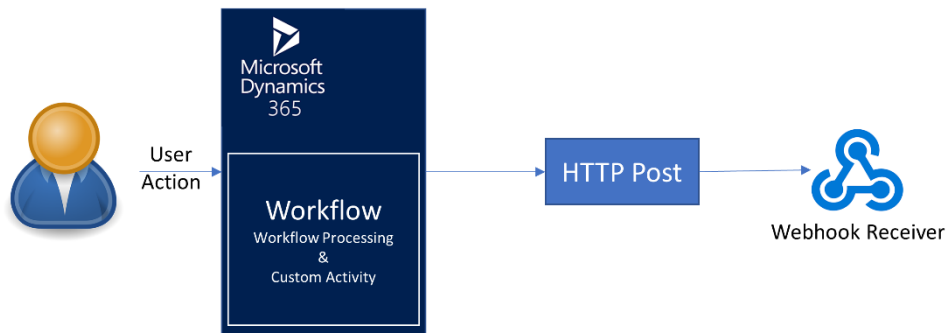 Microsoft
Dynamics
365
User
Action
Workflow
Workflow Processing
&
Custom Activity
HTTP Post
Webhook Receiver